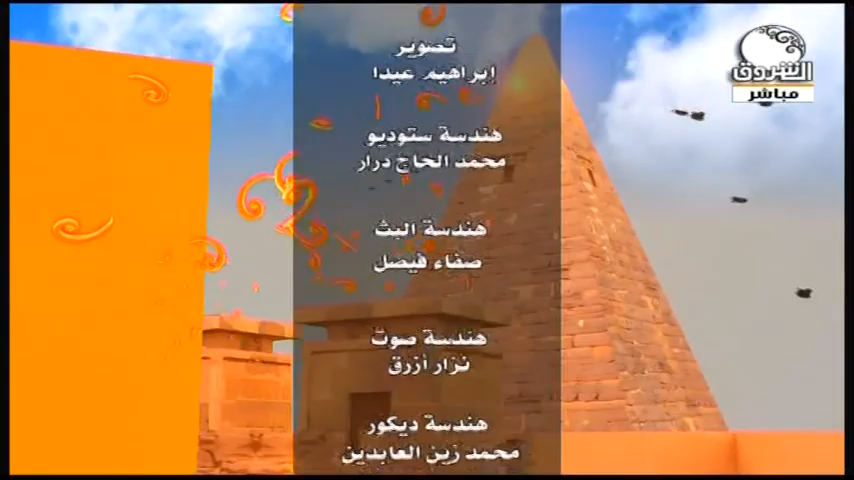 الشروق
مباشر
تصوير
إبراهيم عيدا
هندسة ستوديو
محمد الحاج درار
هندسة البث
صفاء فيصل
هندسة صوت
نزار أزرق
هندسة ديكور
محمد زين العابدين